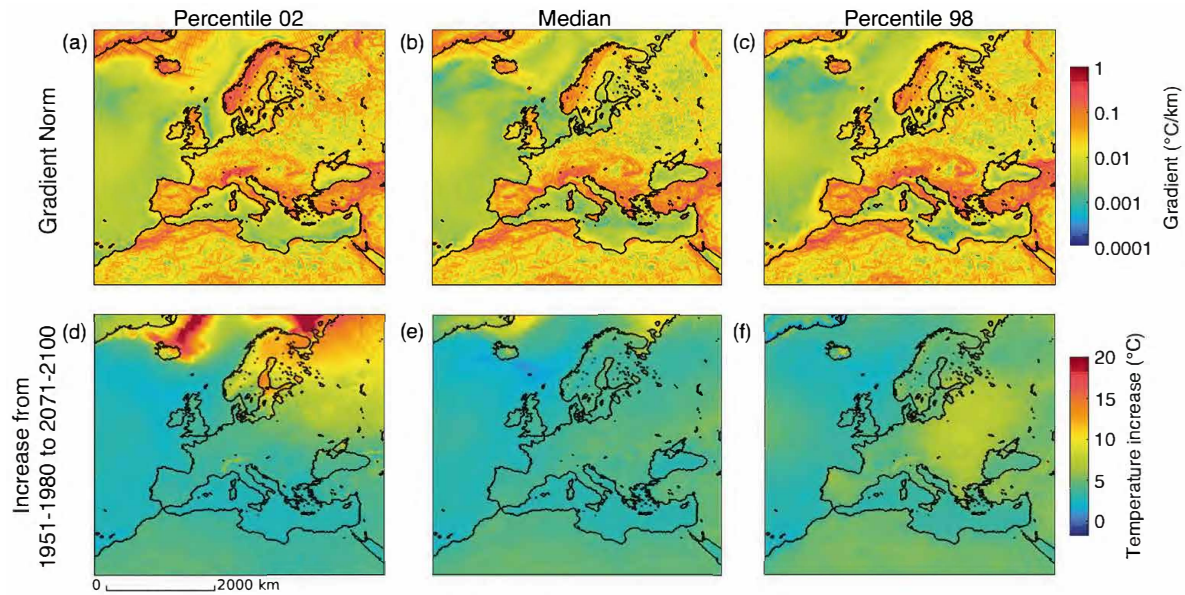 Percentile 02
Median
Percentile 98
(a)
(b)
(c)
Gradient Norm
1
0.1
0.01
0.001
0.0001
Gradient (°C/km)
(d)
(e)
(f)
Increase from
1951-1980 to 2071-2100
20
15
10
5
0
Temperature increase (°C)
0
2000 km